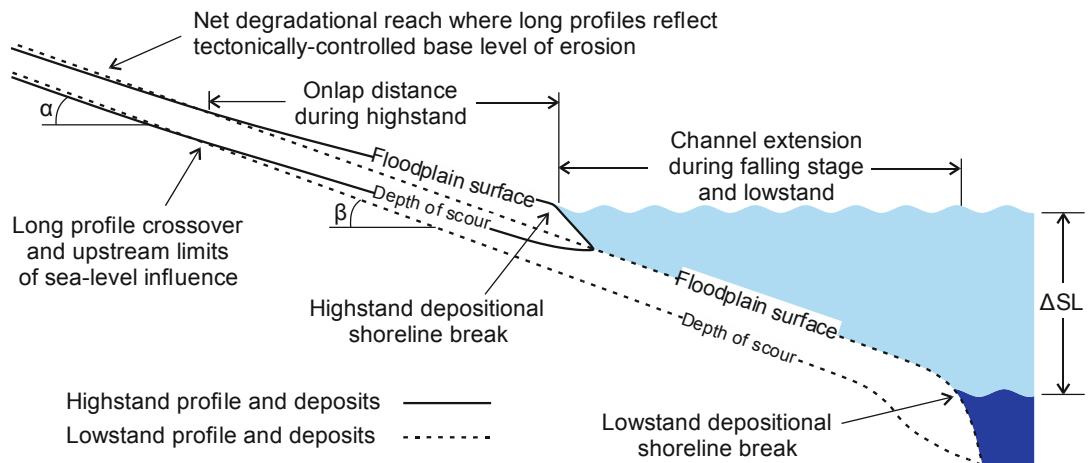 Net degradational reach where long profiles reflect
tectonically-controlled base level of erosion
Onlap distance
during highstand
α
Channel extension
during falling stage
and lowstand
Floodplain surface
Depth of scour
β
Long profile crossover
and upstream limits
of sea-level influence
Highstand depositional
shoreline break
Floodplain surface
Depth of scour
ΔSL
Highstand profile and deposits
Lowstand profile and deposits
Lowstand depositional
shoreline break